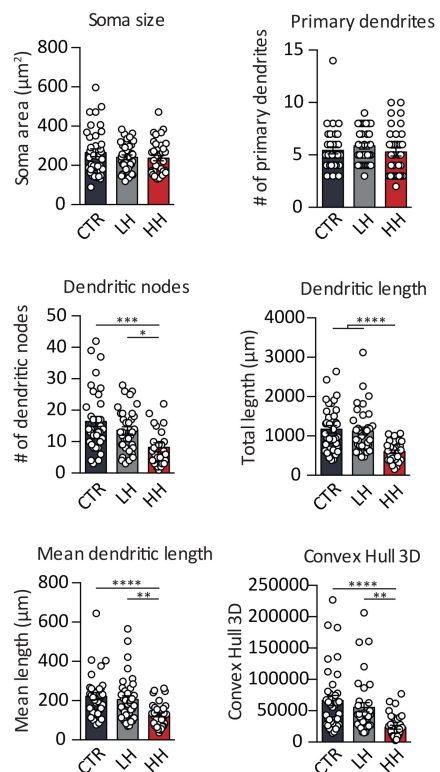 Soma size
Soma area (µm²)
800
600
400
200
0
CTR
LH
HH
Primary dendrites
# of primary dendrites
15
10
5
0
CTR
LH
HH
Dendritic nodes
# of dendritic nodes
50
40
30
20
10
0
***
*
CTR
LH
HH
Dendritic length
Total legnth (µm)
4000
3000
2000
1000
0
****
CTR
LH
HH
Mean dendritic length
Mean length (µm)
800
600
400
200
0
****
**
CTR
LH
HH
Convex Hull 3D
Convex Hull 3D
250000
200000
150000
100000
50000
0
****
**
CTR
LH
HH